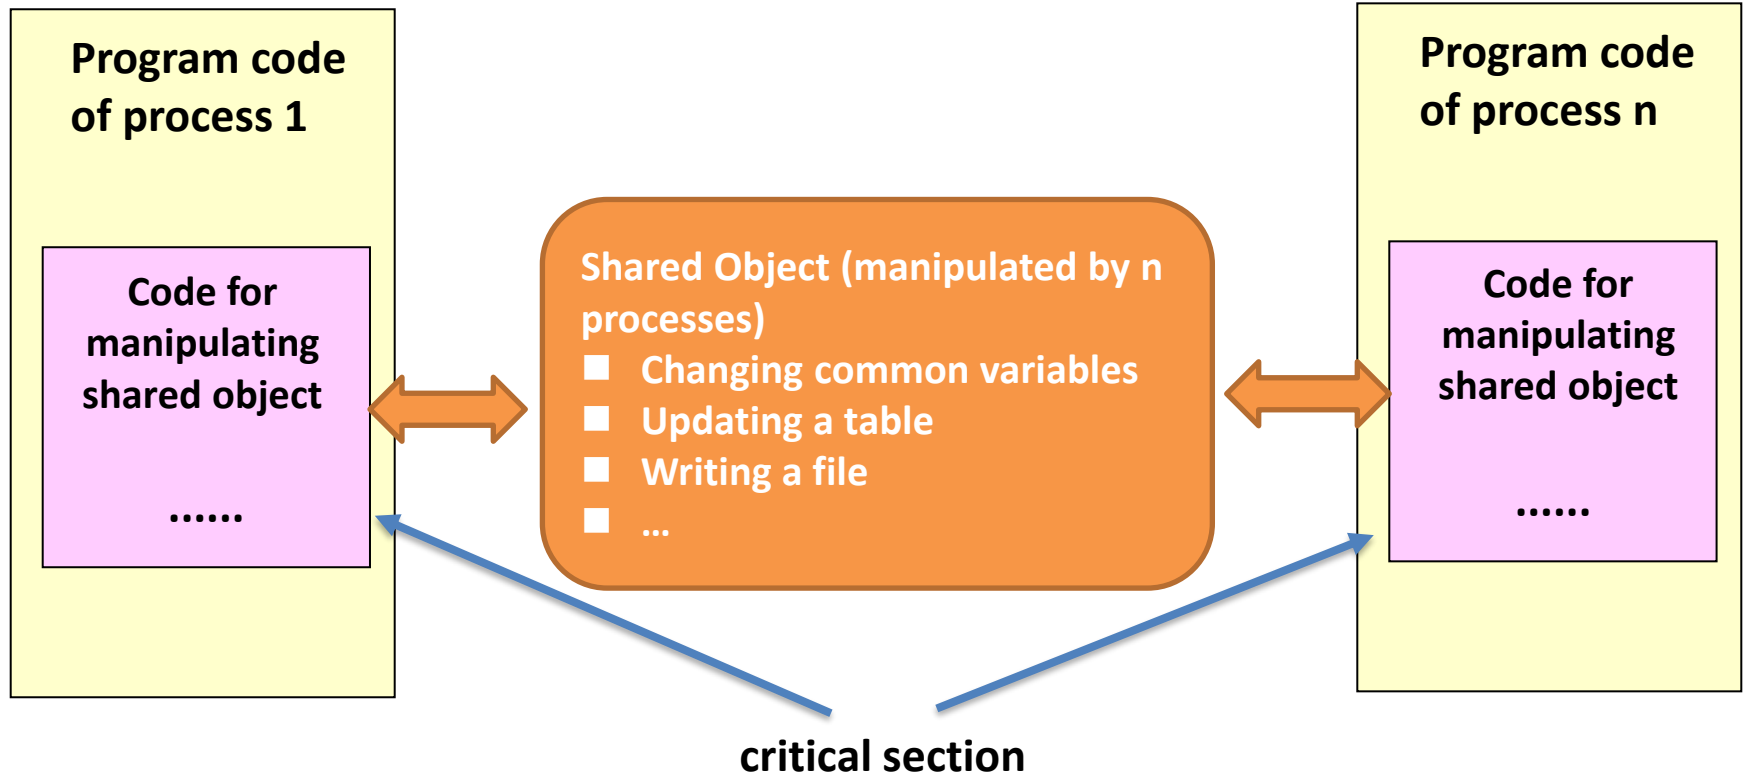 Program code
of process 1
Code for
manipulating
shared object
......
Shared Object (manipulated by n
processes)
Changing common variables
Updating a table
Writing a file
...
Program code
of process n
Code for
manipulating
shared object
......
critical section